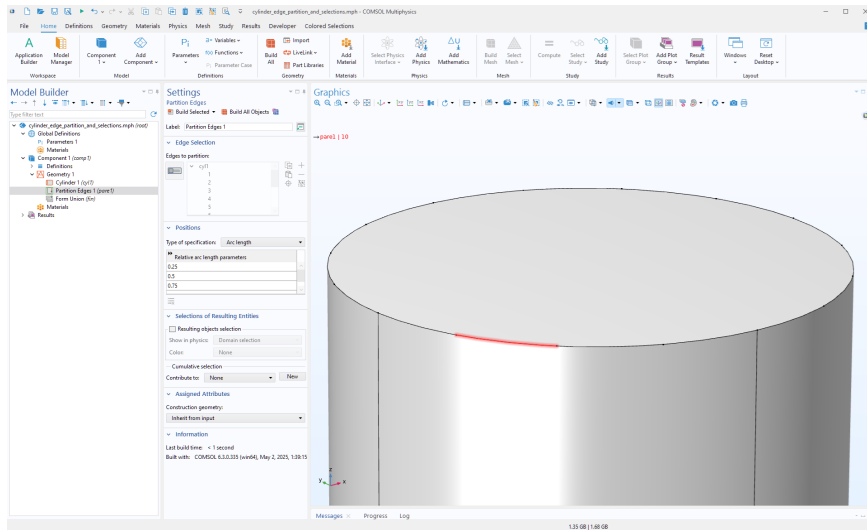 cylinder_edge_partition_and_selections.mph - COMSOL Multiphysics
File Home Definitions Geometry Materials Physics Mesh Study Results Developer Colored Selections
Application Builder
Model Manager
Workspace
Component 1
Add Component
Model
Parameters Pi
a= Variables
f(x) Functions
Pi Parameter Case
Definitions
Build All
Import
LiveLink
Part Libraries
Geometry
Add Material
Materials
Select Physics Interface
Add Physics
Add Mathematics
Physics
Build Mesh
Select Mesh
Mesh
Compute
Select Study
Add Study
Study
Select Plot Group
Add Plot Group
Result Templates
Results
Windows
Reset Desktop
Layout
Model Builder
Type filter text
cylinder_edge_partition_and_selections.mph (root)
Global Definitions
Pi Parameters 1
Materials
Component 1 (comp1)
Definitions
Geometry 1
Cylinder 1 (cyl1)
Partition Edges 1 (pare1)
Form Union (fin)
Materials
Results
Settings
Partition Edges
Build Selected Build All Objects
Label: Partition Edges 1
Edge Selection
Edges to partition:
cyl1
1
2
3
4
5
Positions
Type of specification: Arc length
Relative arc length parameters
0.25
0.5
0.75
Selections of Resulting Entities
Resulting objects selection
Show in physics: Domain selection
Color: None
Cumulative selection
Contribute to: None New
Assigned Attributes
Construction geometry:
Inherit from input
Information
Last build time: < 1 second
Built with: COMSOL 6.3.0.335 (win64), May 2, 2025, 1:39:15
Graphics
pare1 | 10
z
y
x
Messages Progress Log
1.35 GB | 1.68 GB